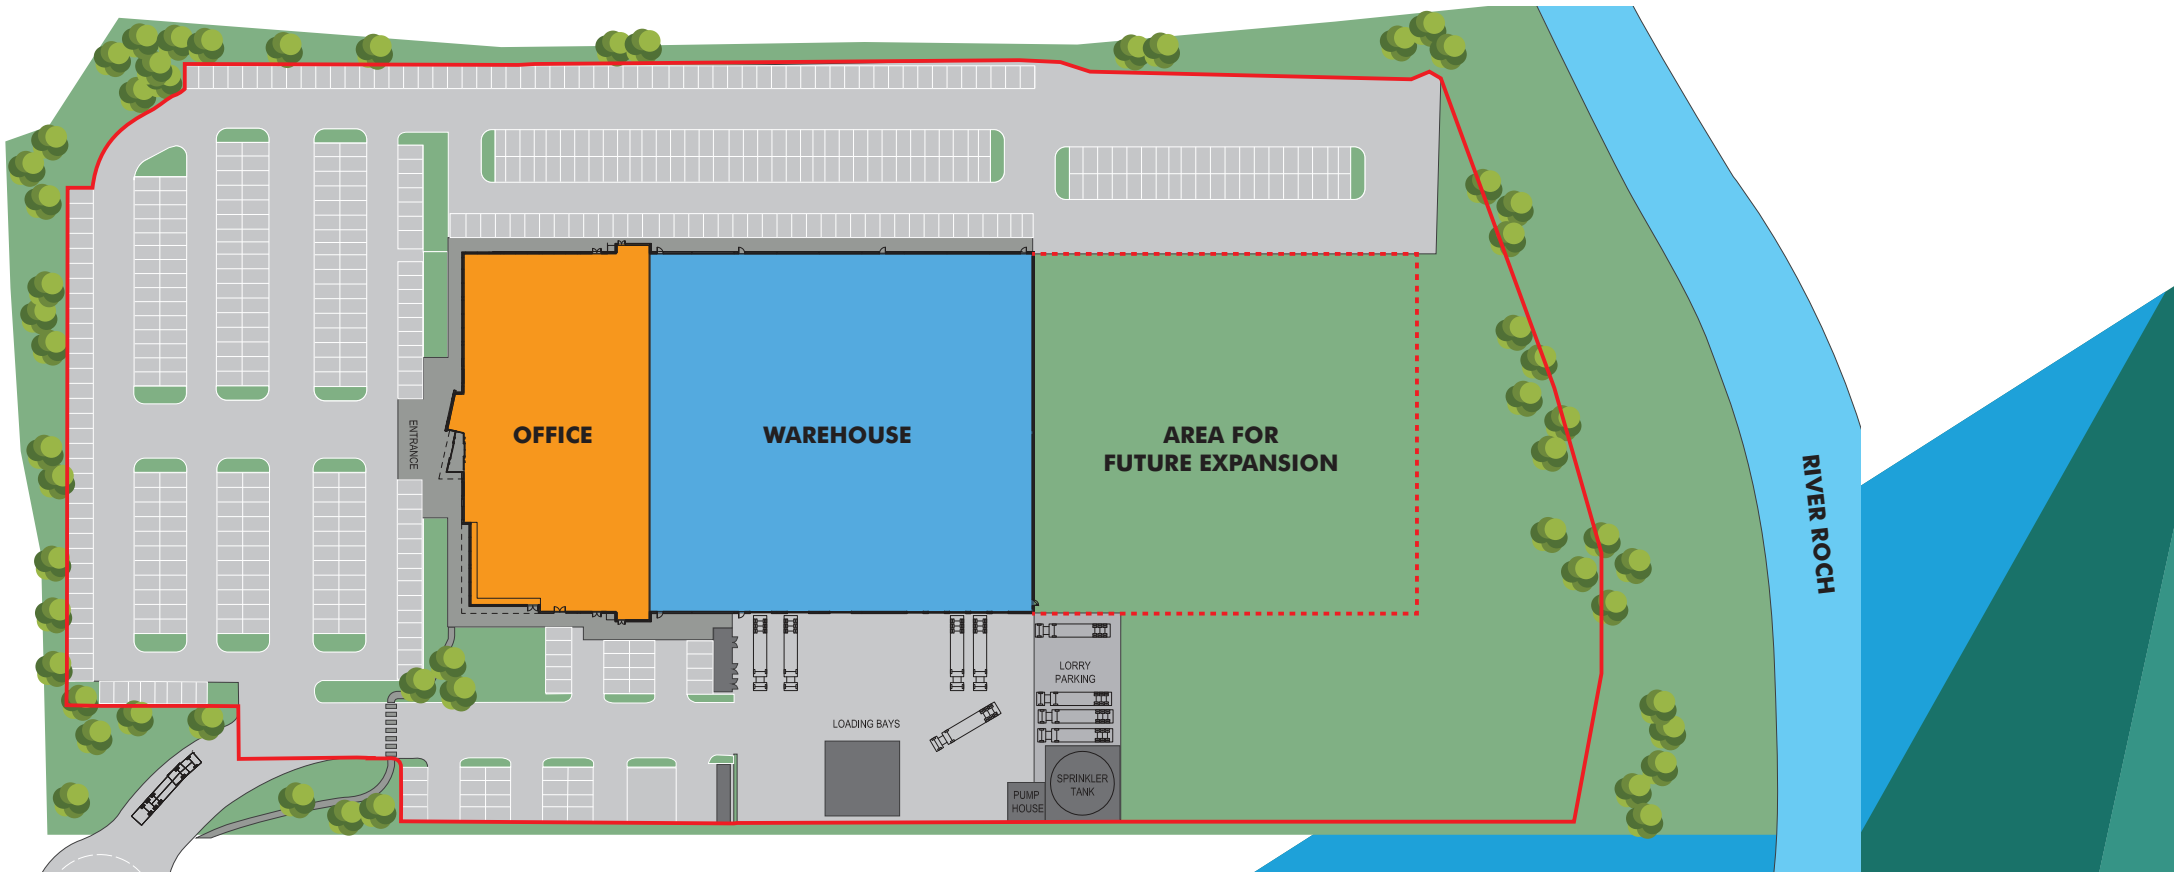 ENTRANCE
OFFICE
WAREHOUSE
AREA FOR
FUTURE EXPANSION
RIVER ROCH
LORRY
PARKING
LOADING BAYS
SPRINKLER
TANK
PUMP
HOUSE